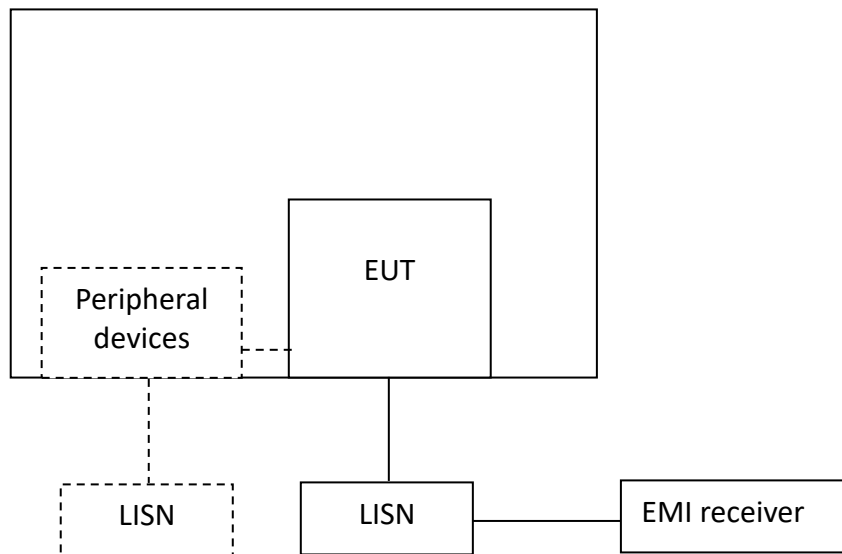 EUT
Peripheral
devices
LISN
LISN
EMI receiver